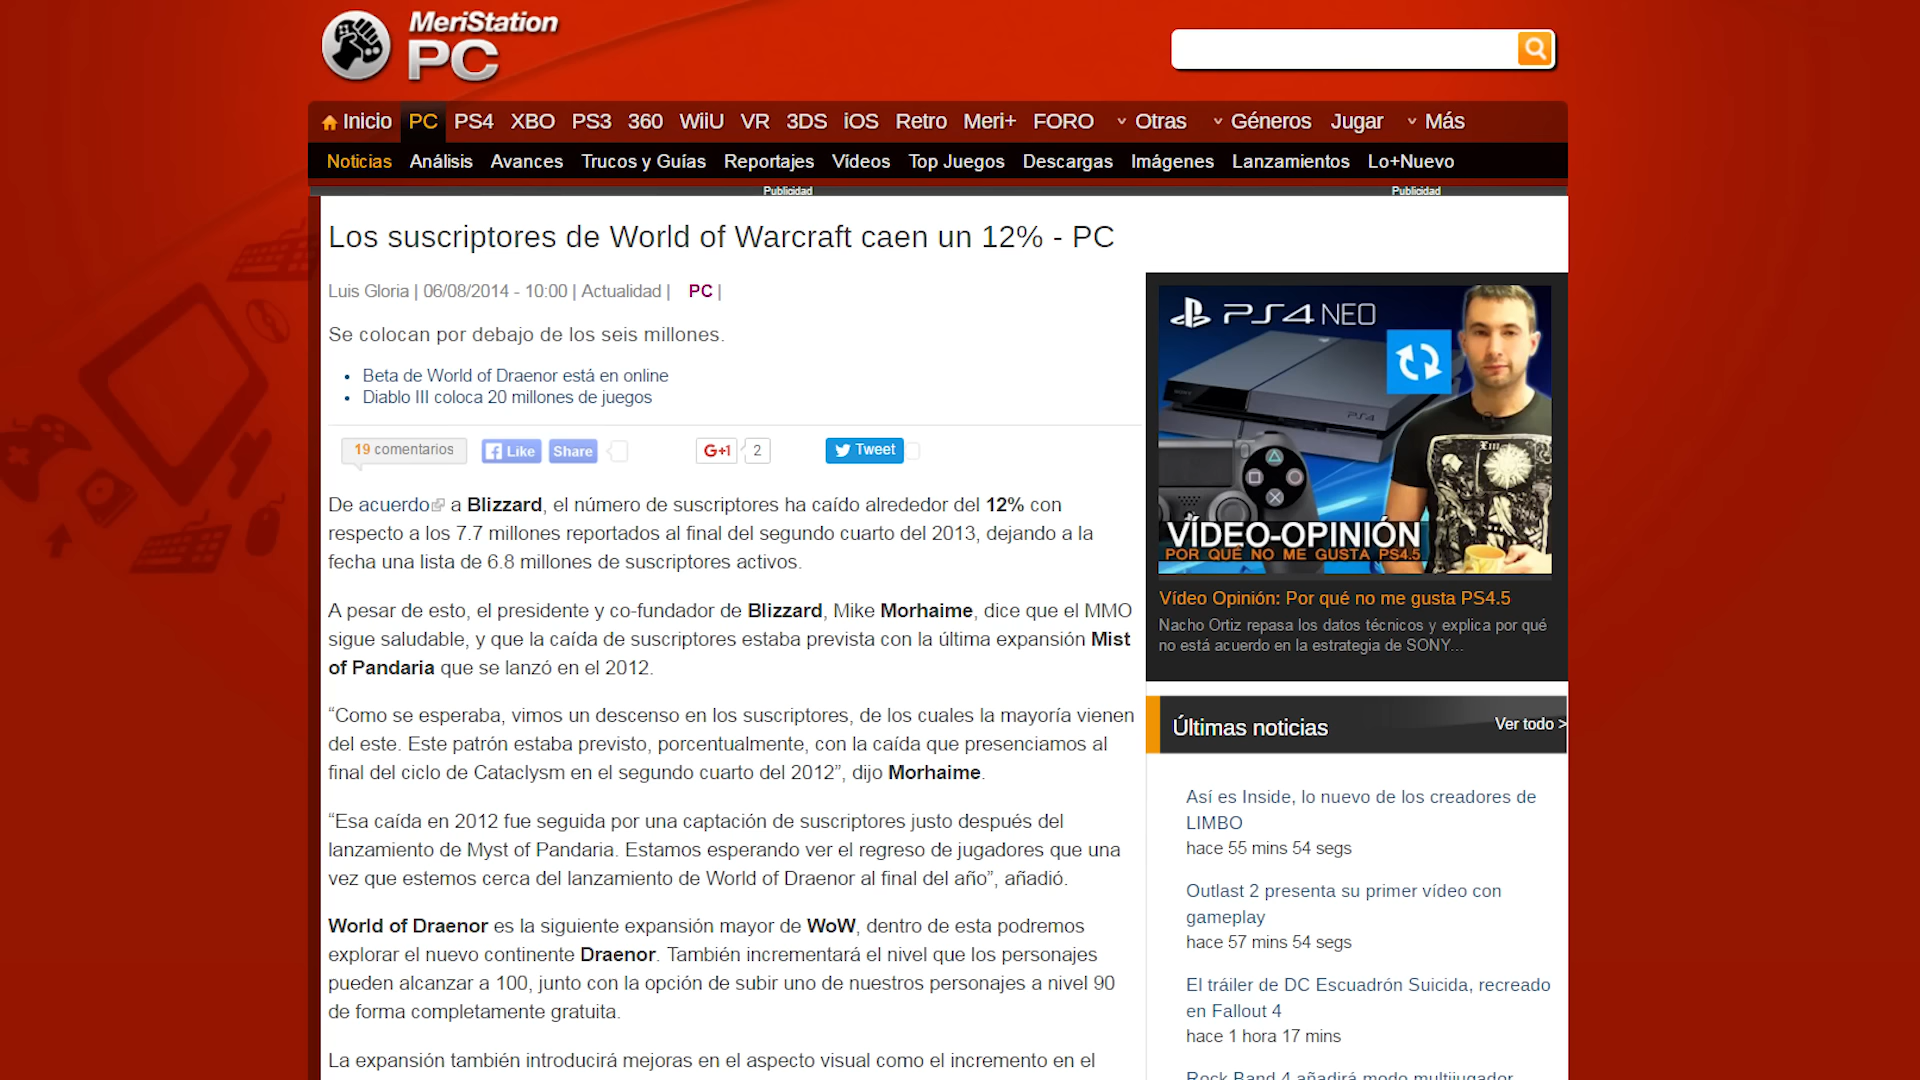 MeriStation
PC
Inicio PC PS4 XBO PS3 360 WiiU VR 3DS iOS Retro Meri+ FORO Otras Géneros Jugar Más
Noticias Análisis Avances Trucos y Guías Reportajes Vídeos Top Juegos Descargas Imágenes Lanzamientos Lo+Nuevo
Publicidad Publicidad
Los suscriptores de World of Warcraft caen un 12% - PC
Luis Gloria | 06/08/2014 - 10:00 | Actualidad | PC |
Se colocan por debajo de los seis millones.
• Beta de World of Draenor está en online
• Diablo III coloca 20 millones de juegos
19 comentarios Like Share G+1 2 Tweet
De acuerdo a Blizzard, el número de suscriptores ha caído alrededor del 12% con
respecto a los 7.7 millones reportados al final del segundo cuarto del 2013, dejando a la
fecha una lista de 6.8 millones de suscriptores activos.
A pesar de esto, el presidente y co-fundador de Blizzard, Mike Morhaime, dice que el MMO
sigue saludable, y que la caída de suscriptores estaba prevista con la última expansión Mist
of Pandaria que se lanzó en el 2012.
“Como se esperaba, vimos un descenso en los suscriptores, de los cuales la mayoría vienen
del este. Este patrón estaba previsto, porcentualmente, con la caída que presenciamos al
final del ciclo de Cataclysm en el segundo cuarto del 2012”, dijo Morhaime.
“Esa caída en 2012 fue seguida por una captación de suscriptores justo después del
lanzamiento de Myst of Pandaria. Estamos esperando ver el regreso de jugadores que una
vez que estemos cerca del lanzamiento de World of Draenor al final del año”, añadió.
World of Draenor es la siguiente expansión mayor de WoW, dentro de esta podremos
explorar el nuevo continente Draenor. También incrementará el nivel que los personajes
pueden alcanzar a 100, junto con la opción de subir uno de nuestros personajes a nivel 90
de forma completamente gratuita.
La expansión también introducirá mejoras en el aspecto visual como el incremento en el
PS4 NEO
SONY
PS4
VÍDEO-OPINIÓN
POR QUÉ NO ME GUSTA PS4.5
Vídeo Opinión: Por qué no me gusta PS4.5
Nacho Ortiz repasa los datos técnicos y explica por qué
no está acuerdo en la estrategia de SONY...
Últimas noticias Ver todo >
Así es Inside, lo nuevo de los creadores de
LIMBO
hace 55 mins 54 segs
Outlast 2 presenta su primer vídeo con
gameplay
hace 57 mins 54 segs
El tráiler de DC Escuadrón Suicida, recreado
en Fallout 4
hace 1 hora 17 mins
Rock Band 4 añadirá modo multijugador